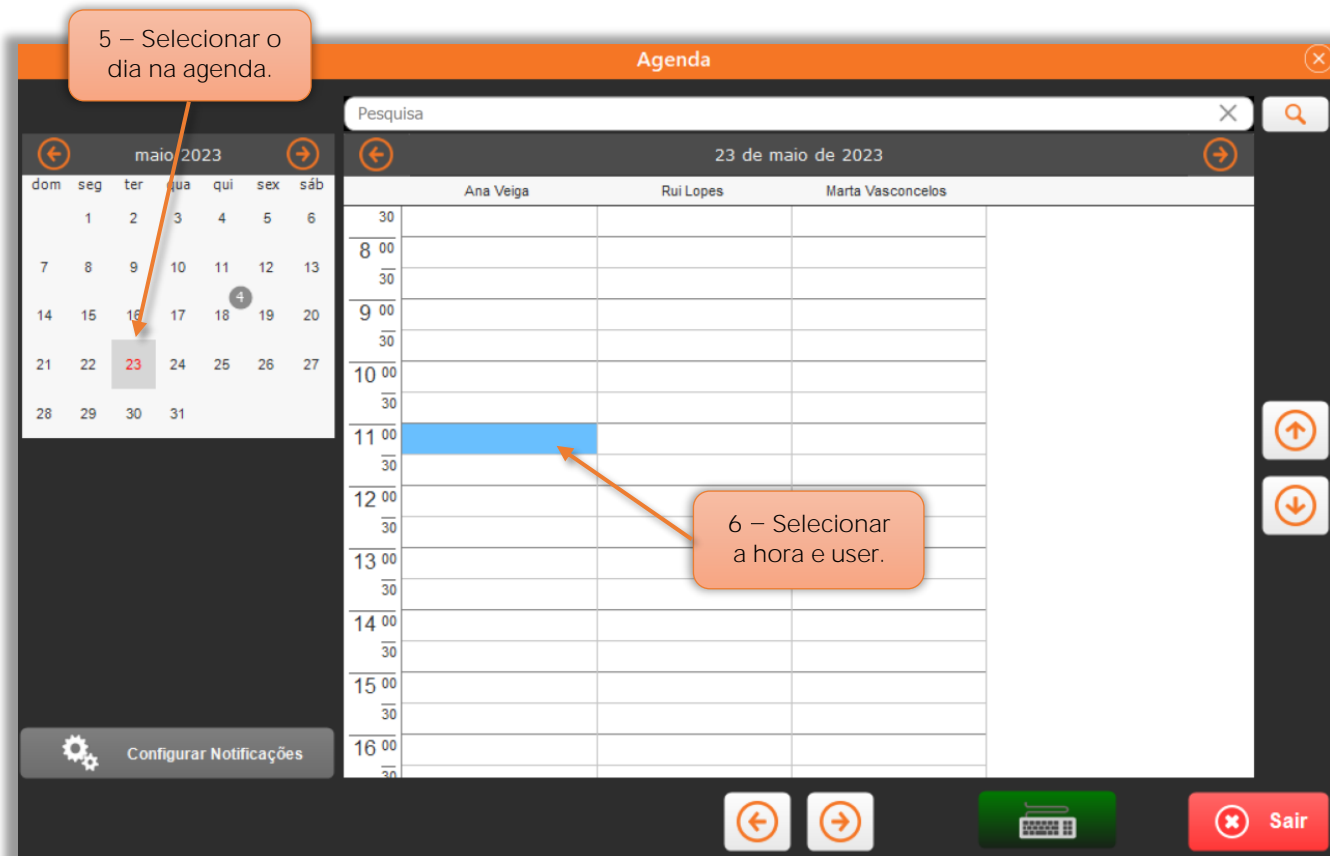 5 – Selecionar o
dia na agenda.
Agenda
Pesquisa
maio 2023
23 de maio de 2023
dom seg ter qua qui sex sáb
Ana Veiga Rui Lopes Marta Vasconcelos
1 2 3 4 5 6
7 8 9 10 11 12 13
4
14 15 16 17 18 19 20
21 22 23 24 25 26 27
28 29 30 31
30
8 00
30
9 00
30
10 00
30
11 00
30
12 00
30
13 00
30
14 00
30
15 00
30
16 00
30
6 – Selecionar
a hora e user.
Configurar Notificações
Sair